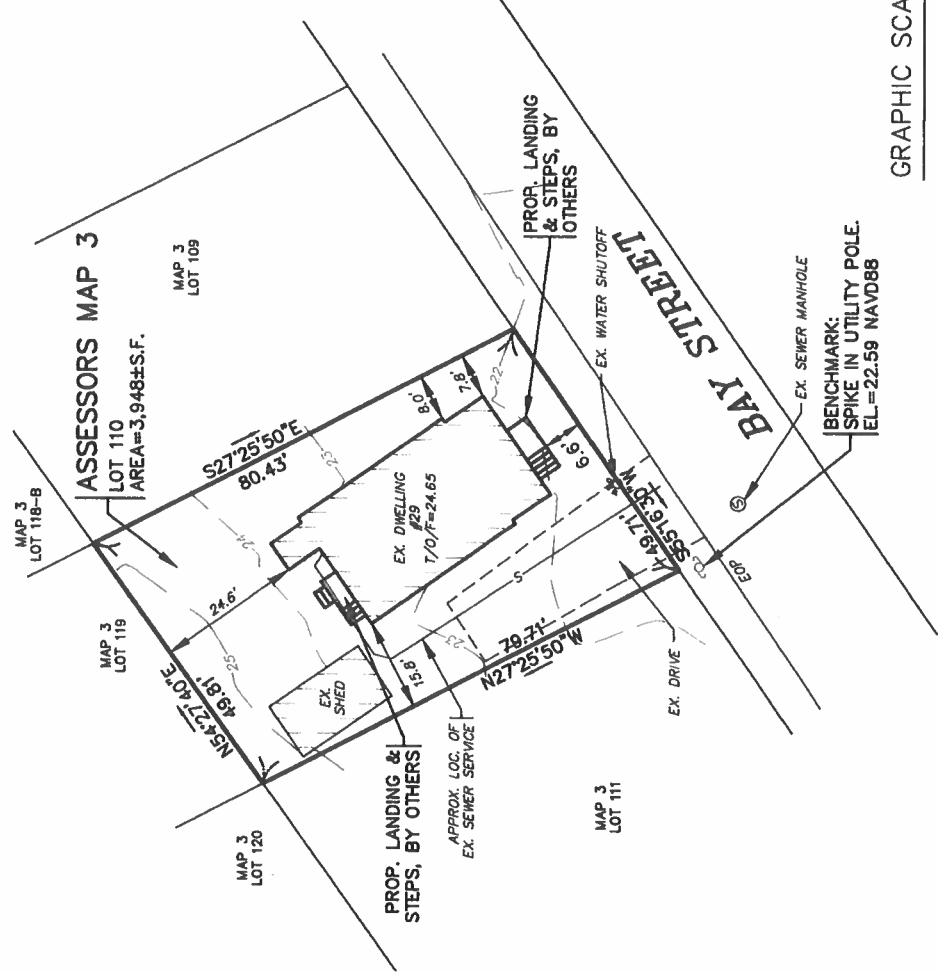 MAP 3
LOT 118-B
ASSESSORS MAP 3
LOT 110
AREA=3,948±S.F.
MAP 3
LOT 109
MAP 3
LOT 119
MAP 3
LOT 120
MAP 3
LOT 111
N54°27'40"E
49.81'
S27°25'50"E
80.43'
24
23
25
24.6'
8.0'
7.8'
22
EX. DWELLING
#29
T/O/F=24.65
EX.
SHED
15.8'
6.6'
S
23
79.71'
N27°25'50"W
49.71'
S55°16'30"W
PROP. LANDING
& STEPS, BY
OTHERS
PROP. LANDING &
STEPS, BY OTHERS
APPROX. LOC. OF
EX. SEWER SERVICE
EX. DRIVE
EX. WATER SHUTOFF
BAY STREET
EOP
S
EX. SEWER MANHOLE
BENCHMARK:
SPIKE IN UTILITY POLE.
EL.=22.59 NAVD88
GRAPHIC SCA